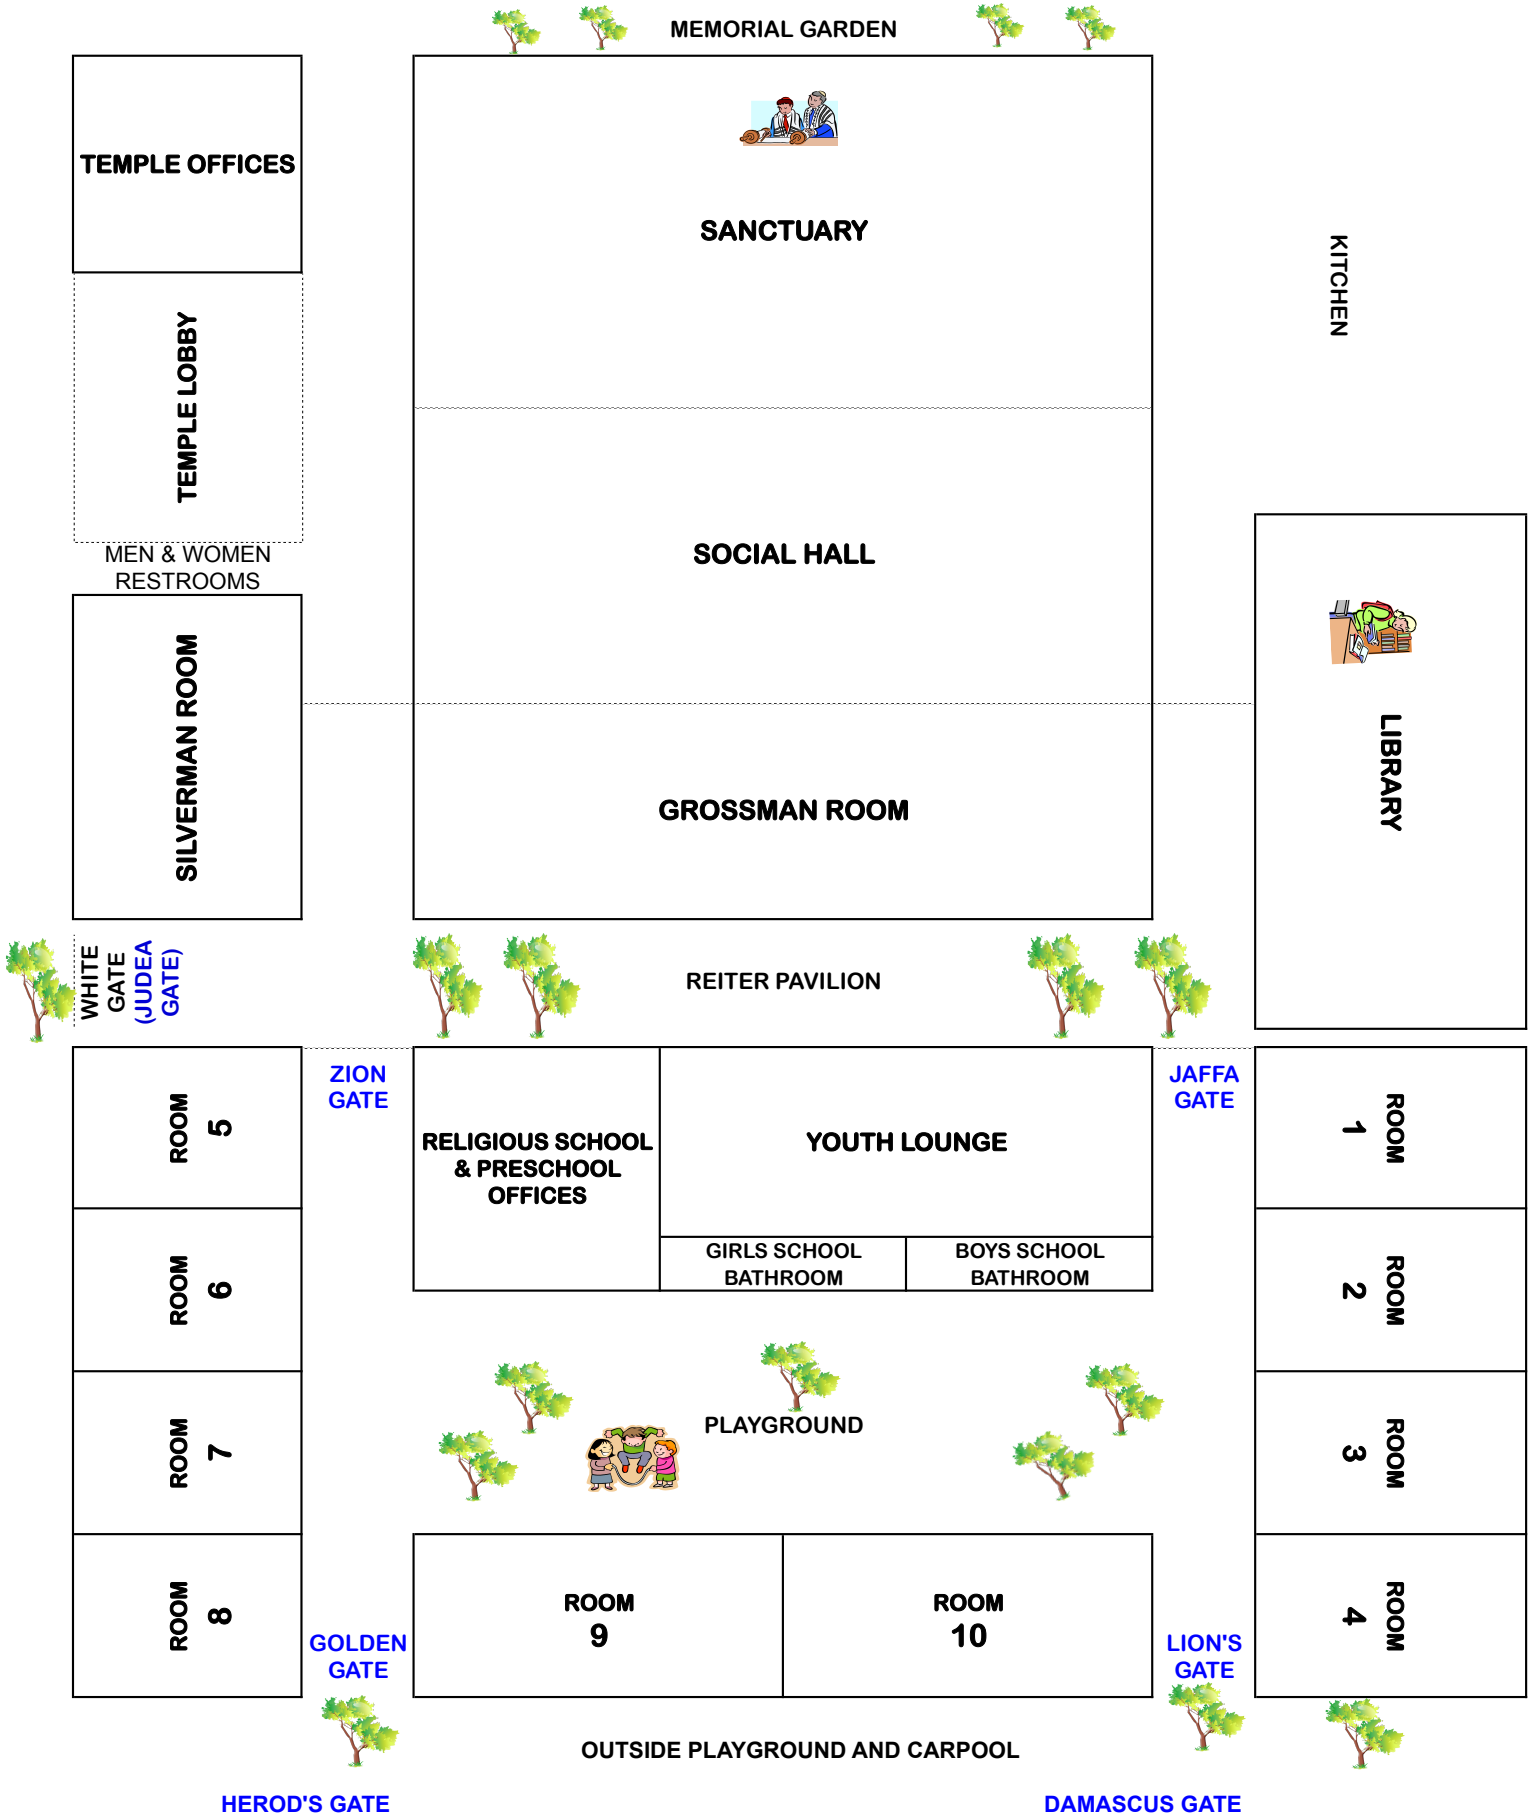 MEMORIAL GARDEN
TEMPLE OFFICES
SANCTUARY
KITCHEN
TEMPLE LOBBY
MEN & WOMEN
RESTROOMS
SOCIAL HALL
SILVERMAN ROOM
LIBRARY
GROSSMAN ROOM
WHITE
GATE
(JUDEA
GATE)
REITER PAVILION
ROOM
5
ZION
GATE
RELIGIOUS SCHOOL
& PRESCHOOL
OFFICES
YOUTH LOUNGE
JAFFA
GATE
ROOM
1
GIRLS SCHOOL
BATHROOM
BOYS SCHOOL
BATHROOM
ROOM
6
ROOM
2
PLAYGROUND
ROOM
7
ROOM
3
ROOM
8
GOLDEN
GATE
ROOM
9
ROOM
10
LION'S
GATE
ROOM
4
OUTSIDE PLAYGROUND AND CARPOOL
HEROD'S GATE
DAMASCUS GATE